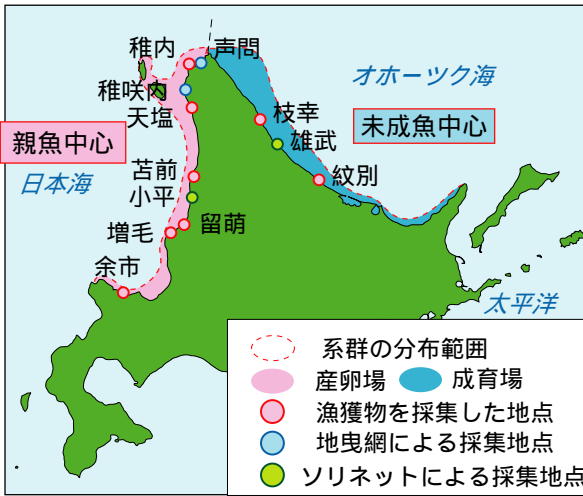 稚内
声問
オホーツク海
稚咲内
天塩
枝幸
未成魚中心
親魚中心
雄武
日本海
苫前
紋別
小平
増毛
留萌
余市
太平洋
系群の分布範囲
産卵場
成育場
漁獲物を採集した地点
地曳網による採集地点
ソリネットによる採集地点